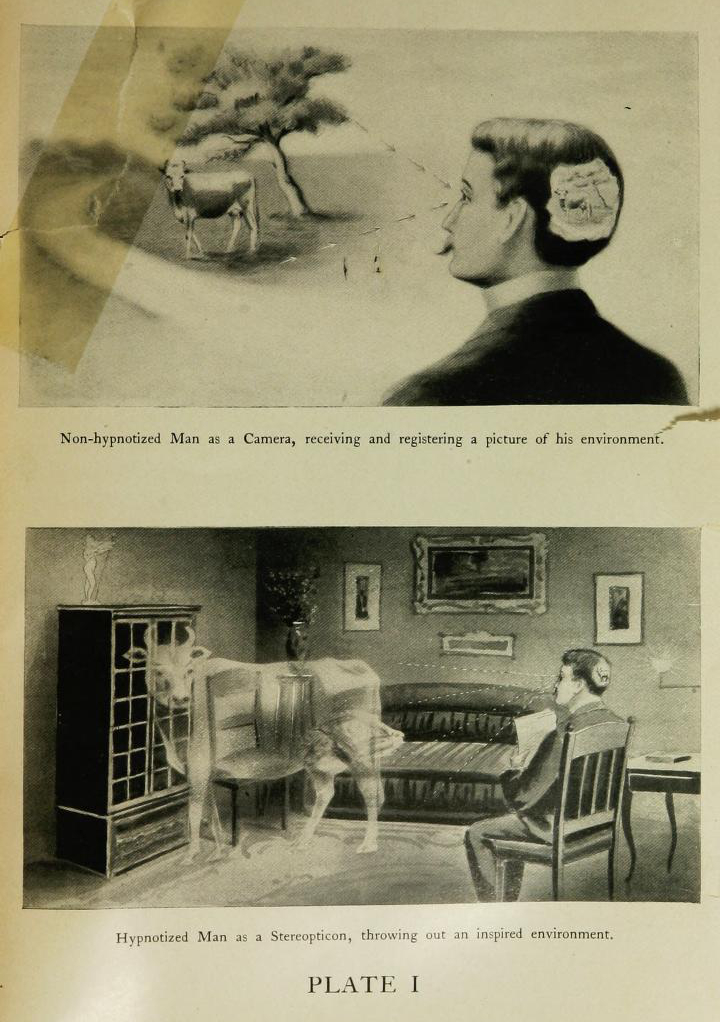 Non-hypnotized Man as a Camera, receiving and registering a picture of his environment.
Hypnotized Man as a Stereopticon, throwing out an inspired environment.
PLATE I